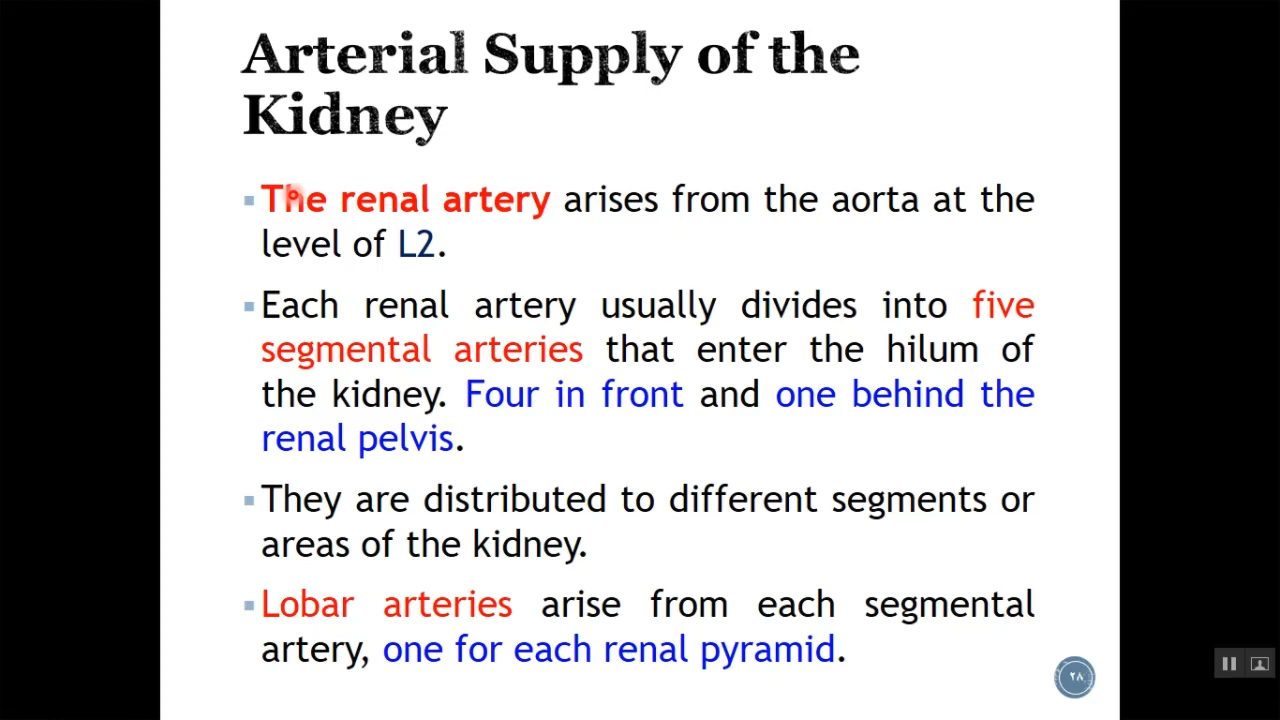 Arterial Supply of the
Kidney
▪ The renal artery arises from the aorta at the
level of L2.
▪ Each renal artery usually divides into five
segmental arteries that enter the hilum of
the kidney. Four in front and one behind the
renal pelvis.
▪ They are distributed to different segments or
areas of the kidney.
▪ Lobar arteries arise from each segmental
artery, one for each renal pyramid.
٢٨